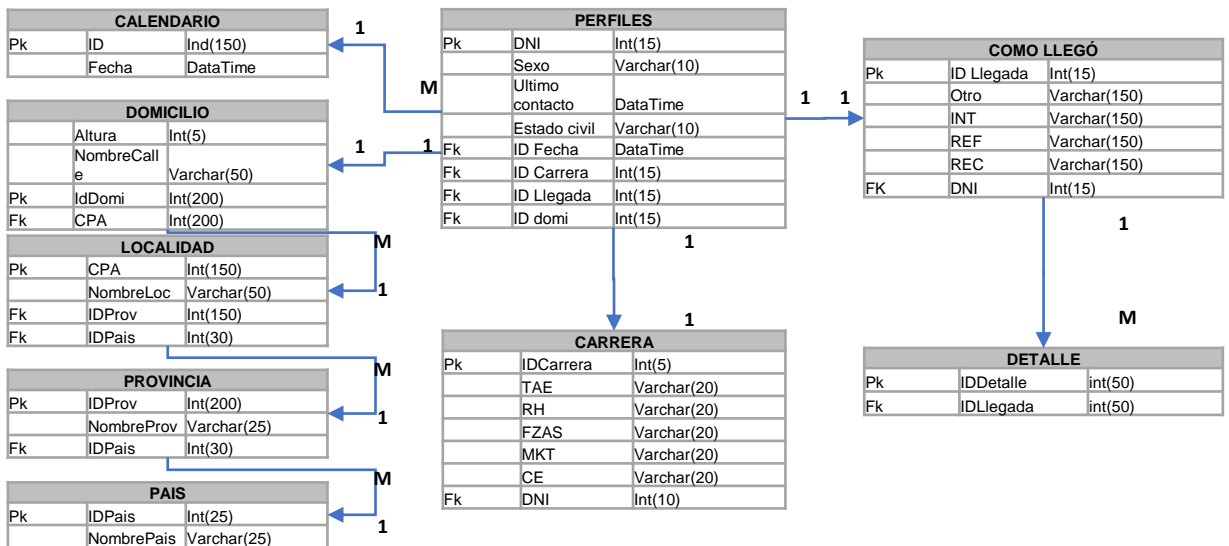 CALENDARIO
Pk ID Ind(150)
Fecha DataTime
1
M
DOMICILIO
Altura Int(5)
NombreCall
e Varchar(50)
Pk IdDomi Int(200)
Fk CPA Int(200)
1
1
LOCALIDAD
Pk CPA Int(150)
NombreLoc Varchar(50)
Fk IDProv Int(150)
Fk IDPais Int(30)
M
1
PROVINCIA
Pk IDProv Int(200)
NombreProv Varchar(25)
Fk IDPais Int(30)
M
1
PAIS
Pk IDPais Int(25)
NombrePais Varchar(25)
M
1
PERFILES
Pk DNI Int(15)
Sexo Varchar(10)
Ultimo
contacto DataTime
Estado civil Varchar(10)
Fk ID Fecha DataTime
Fk ID Carrera Int(15)
Fk ID Llegada Int(15)
Fk ID domi Int(15)
1
1
CARRERA
Pk IDCarrera Int(5)
TAE Varchar(20)
RH Varchar(20)
FZAS Varchar(20)
MKT Varchar(20)
CE Varchar(20)
Fk DNI Int(10)
1 1
COMO LLEGÓ
Pk ID Llegada Int(15)
Otro Varchar(150)
INT Varchar(150)
REF Varchar(150)
REC Varchar(150)
FK DNI Int(15)
1
M
DETALLE
Pk IDDetalle int(50)
Fk IDLlegada int(50)